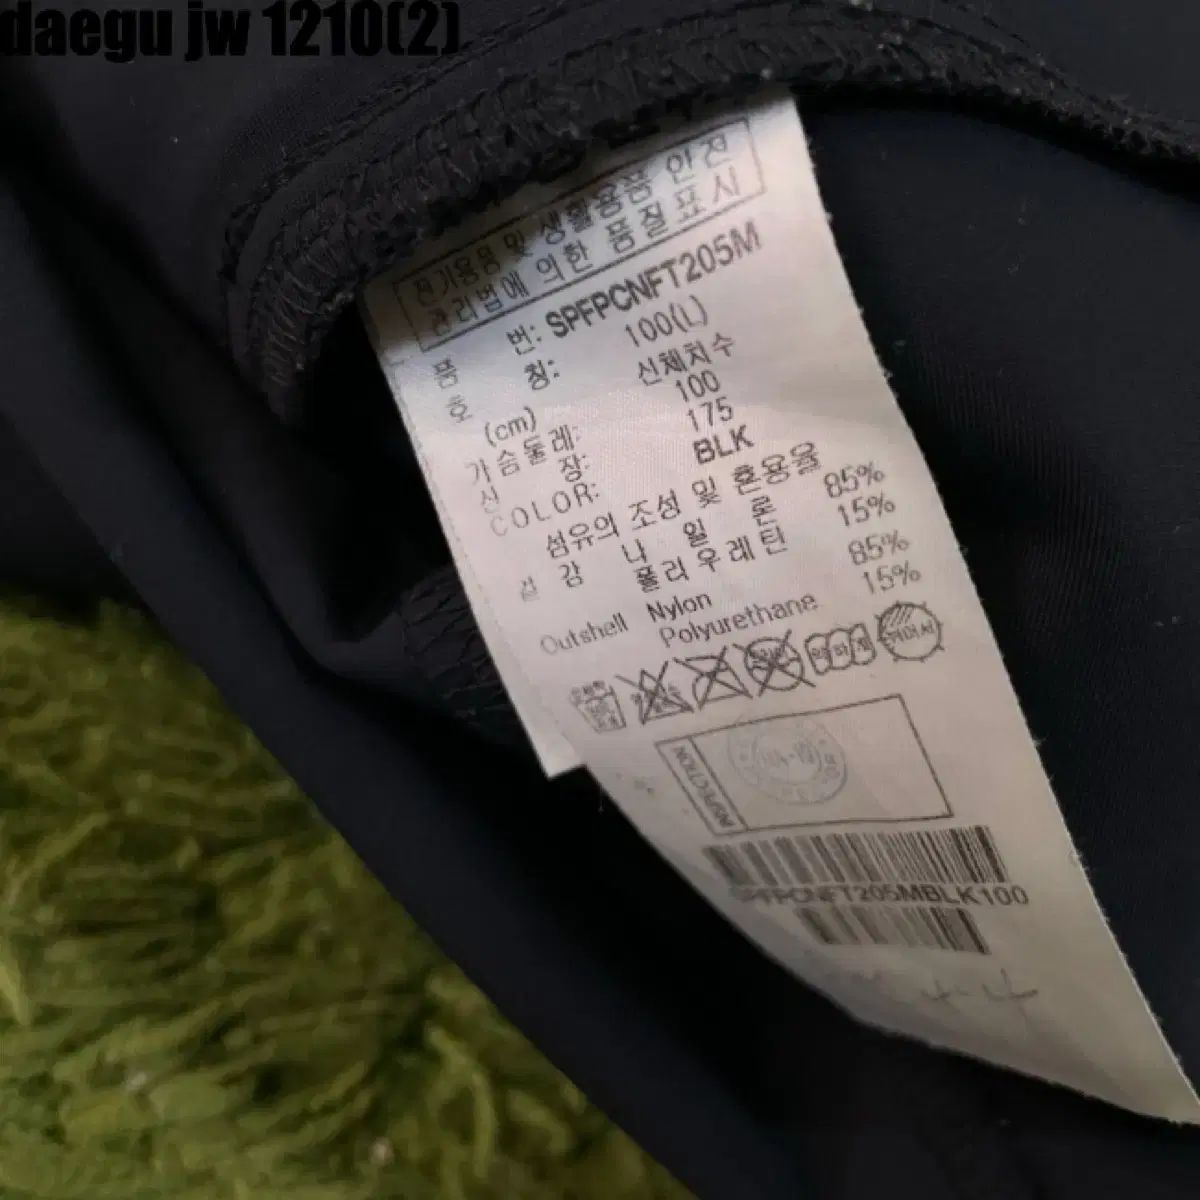 daegu jw 1210(2)
전기용품 및 생활용품 안전
관리법에 의한 품질표시
품 번: SPFPCNFT205M
호 칭: 100(L)
(cm) 신체치수
가슴둘레: 100
신 장: 175
COLOR: BLK
섬유의 조성 및 혼용율
겉 감 나 일 론 85%
폴리우레탄 15%
Outshell Nylon 85%
Polyurethane 15%
약하게
INSPECTION
SPFPCNFT205MBLK100